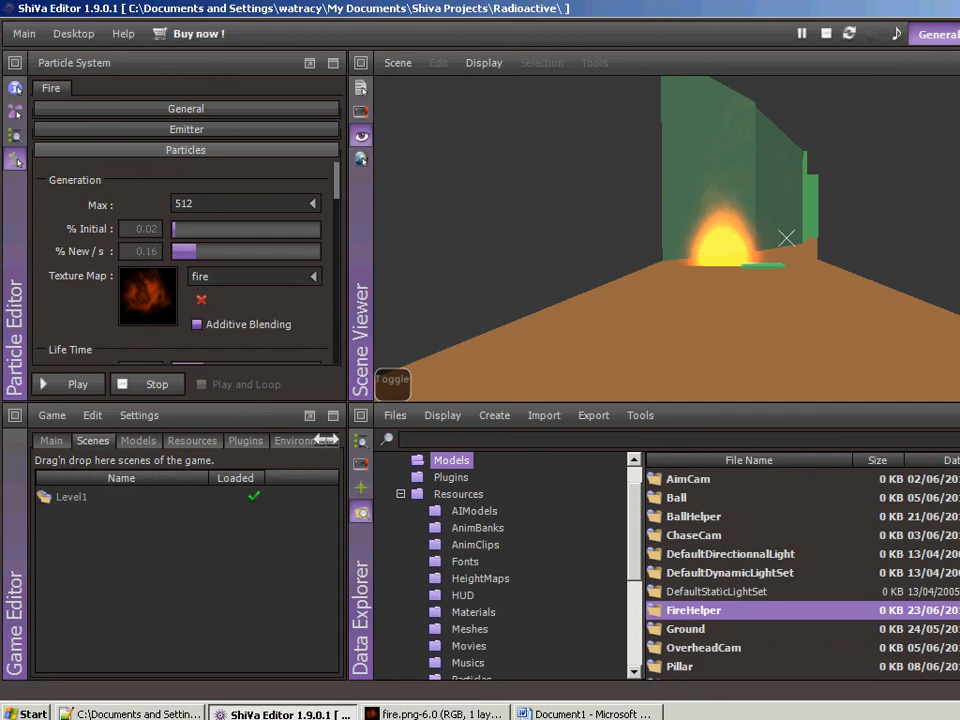 ShiVa Editor 1.9.0.1 [ C:\Documents and Settings\watracy\My Documents\Shiva Projects\Radioactive\ ]
Main Desktop Help Buy now ! General
Particle System
Scene Edit Display Selection Tools
Fire
General
Emitter
Particles
Generation
Max : 512
% Initial : 0.02
% New / s : 0.16
Texture Map : fire
Additive Blending
Life Time
Play Stop Play and Loop
Particle Editor
Scene Viewer
Toggle
Game Edit Settings
Files Display Create Import Export Tools
Main Scenes Models Resources Plugins
Drag'n drop here scenes of the game.
Name Loaded
Level1
Game Editor
Data Explorer
Models
Plugins
Resources
AIModels
AnimBanks
AnimClips
Fonts
HeightMaps
HUD
Materials
Meshes
Movies
Musics
File Name Size
AimCam 0 KB 02/06/20
Ball 0 KB 05/06/20
BallHelper 0 KB 21/06/20
ChaseCam 0 KB 03/06/20
DefaultDirectionnalLight 0 KB 13/04/20
DefaultDynamicLightSet 0 KB 13/04/20
DefaultStaticLightSet 0 KB 13/04/2005
FireHelper 0 KB 23/06/20
Ground 0 KB 24/05/20
OverheadCam 0 KB 05/06/20
Pillar 0 KB 08/06/20
Start C:\Documents and Settin... ShiVa Editor 1.9.0.1 [ ... fire.png-6.0 (RGB, 1 lay... Document1 - Microsoft ...